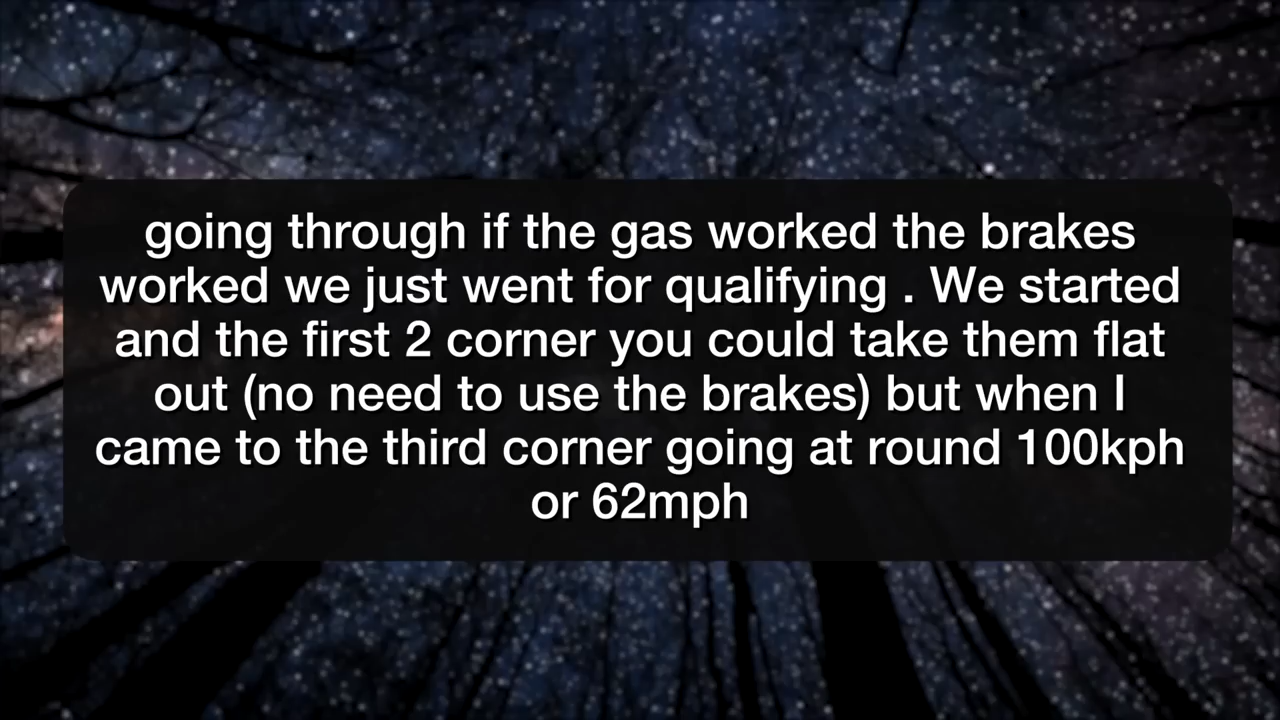 going through if the gas worked the brakes
worked we just went for qualifying . We started
and the first 2 corner you could take them flat
out (no need to use the brakes) but when I
came to the third corner going at round 100kph
or 62mph